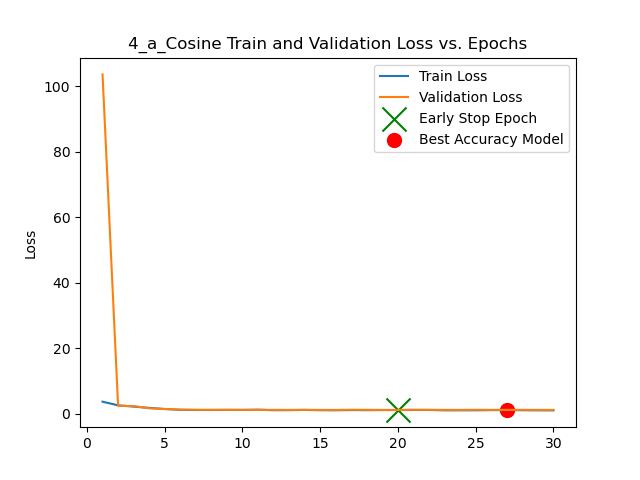 4_a_Cosine Train and Validation Loss vs. Epochs
Train Loss
Validation Loss
Early Stop Epoch
Best Accuracy Model
Loss
100
80
60
40
20
0
0 5 10 15 20 25 30